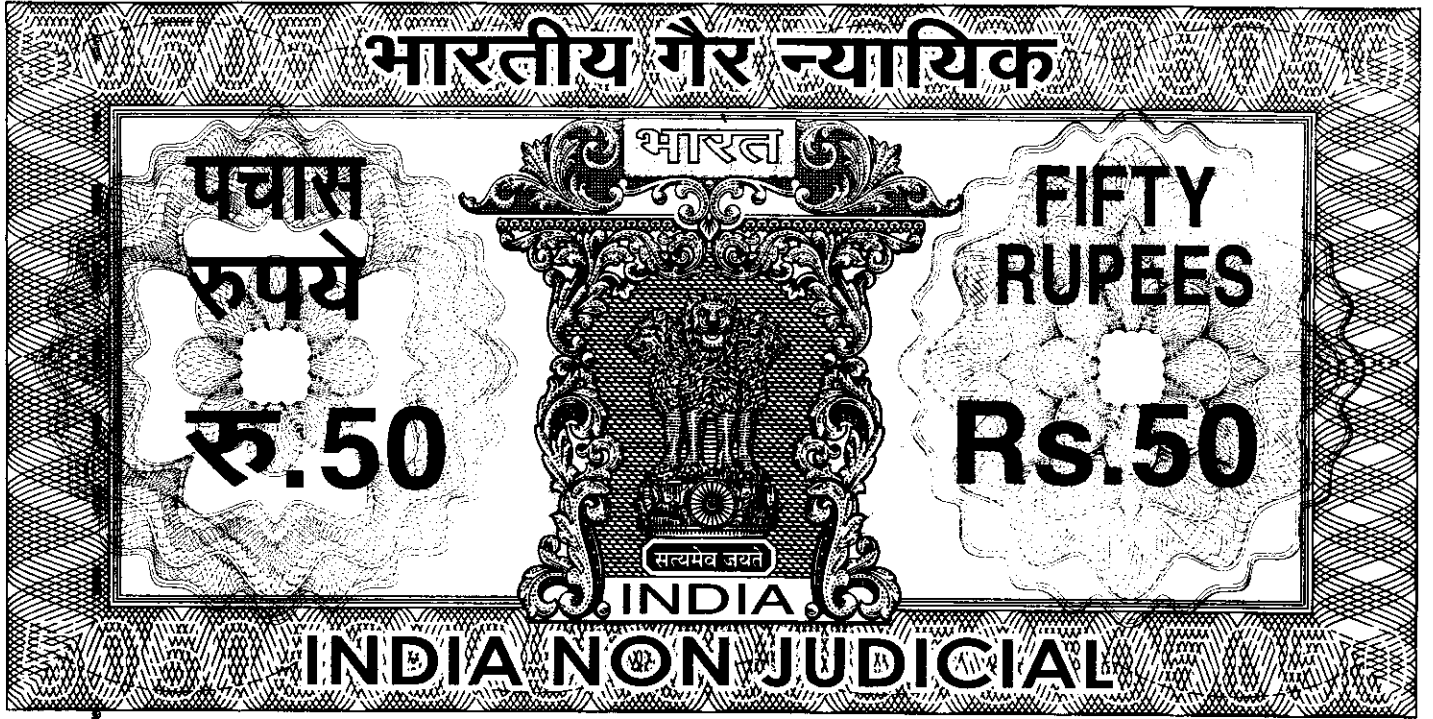 भारतीय गैर न्यायिक
भारत
पचास
रुपये
रु.50
FIFTY
RUPEES
Rs.50
सत्यमेव जयते
INDIA
INDIA NON JUDICIAL